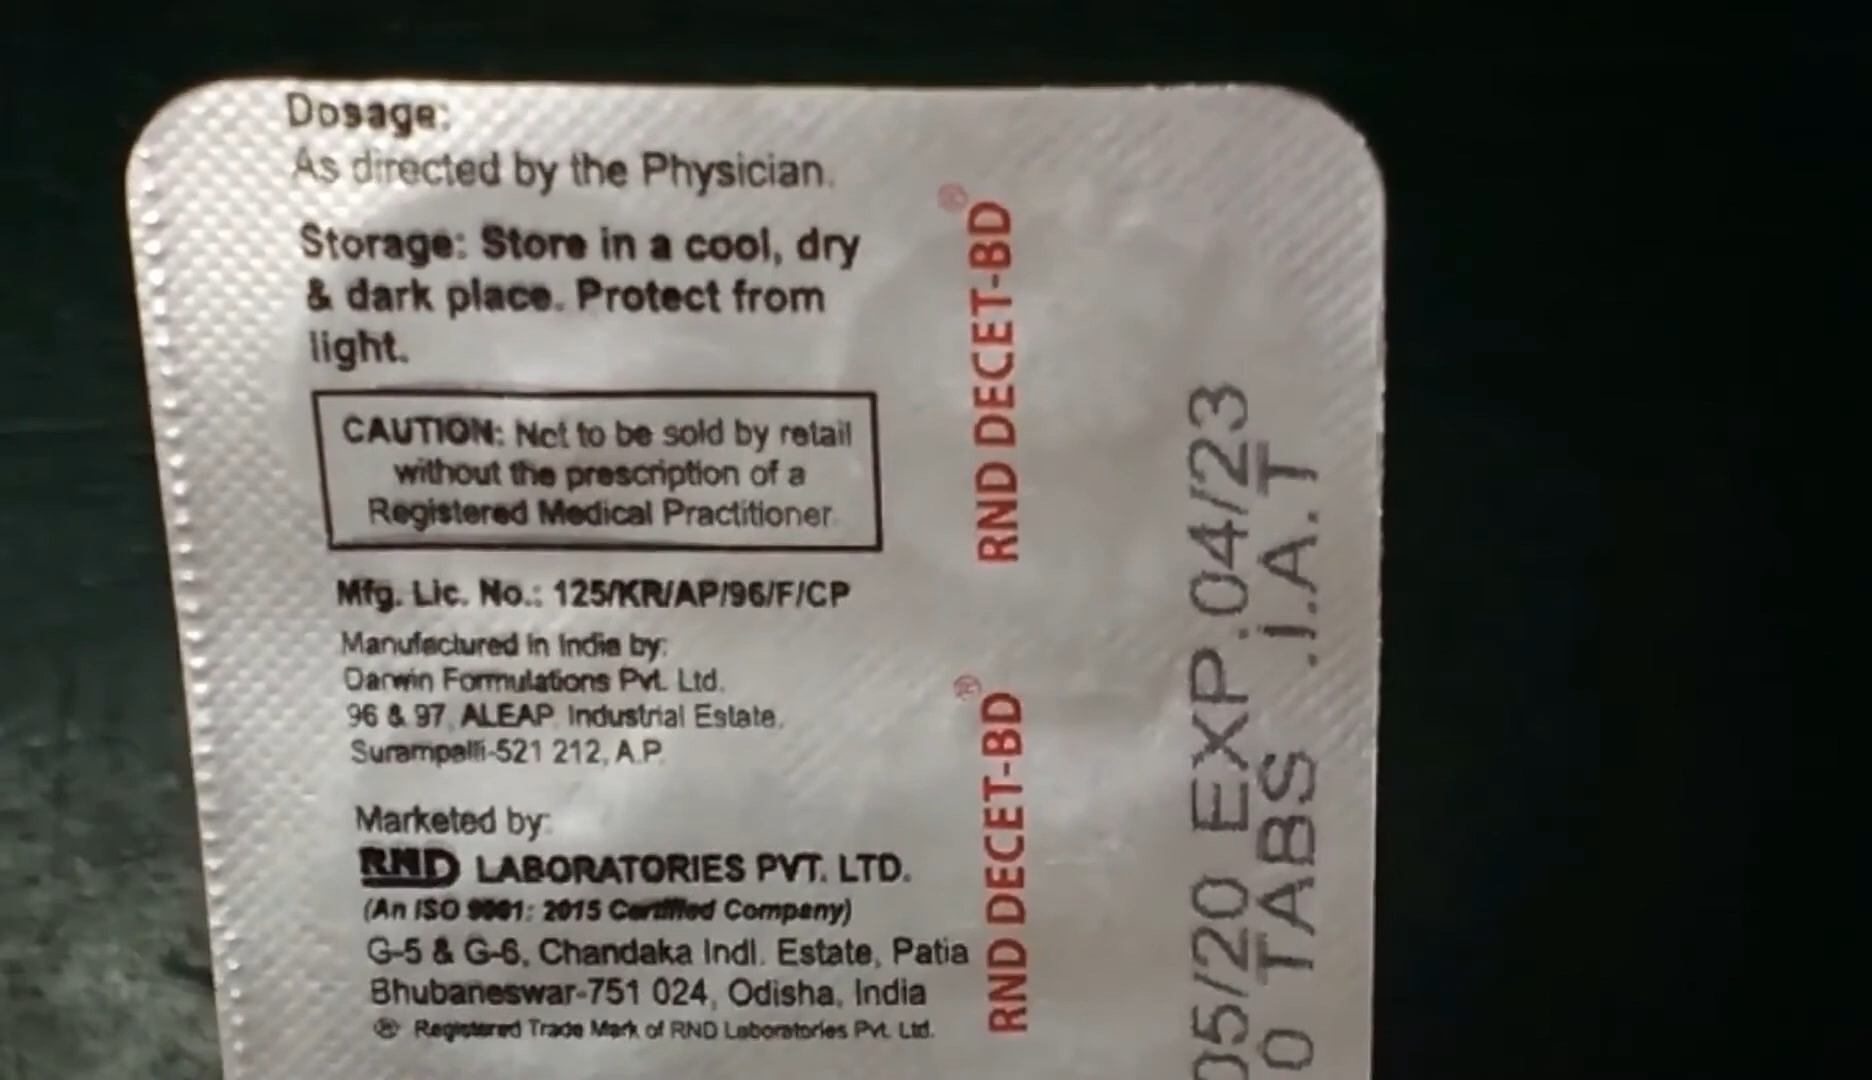 Dosage:
As directed by the Physician.
Storage: Store in a cool, dry
& dark place. Protect from
light.
CAUTION: Not to be sold by retail
without the prescription of a
Registered Medical Practitioner.
Mfg. Lic. No.: 125/KR/AP/96/F/CP
Manufactured in India by:
Darwin Formulations Pvt. Ltd.
96 & 97, ALEAP Industrial Estate,
Surampalli-521 212, A.P.
Marketed by:
RND LABORATORIES PVT. LTD.
(An ISO 9001: 2015 Certified Company)
G-5 & G-6, Chandaka Indl. Estate, Patia
Bhubaneswar-751 024, Odisha, India
® Registered Trade Mark of RND Laboratories Pvt. Ltd.
RND DECET-BD®
RND DECET-BD®
05/20 EXP.04/23
0 TABS .I.A.T